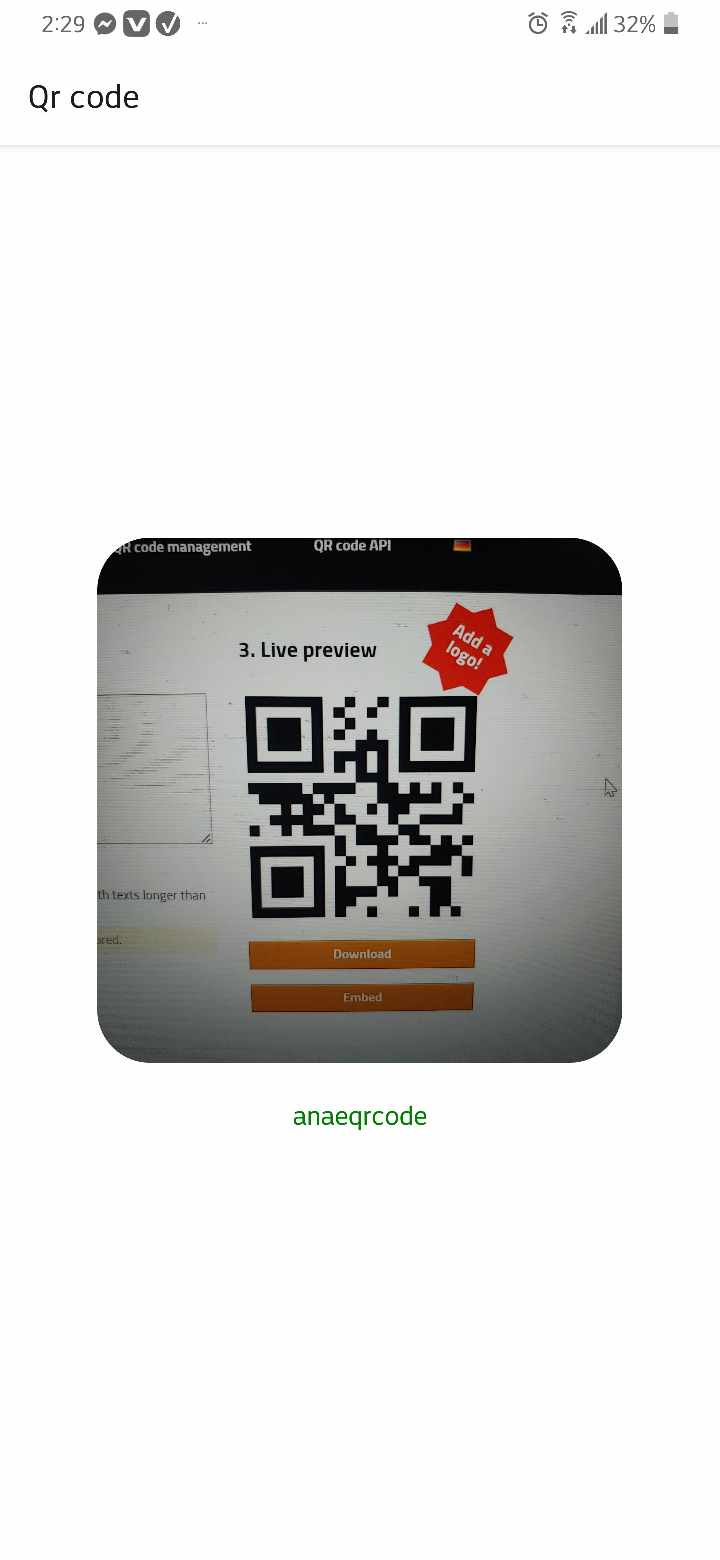 2:29 ... 32%
Qr code
QR code management QR code API
3. Live preview
Add a
logo!
th texts longer than
ored.
Download
Embed
anaeqrcode